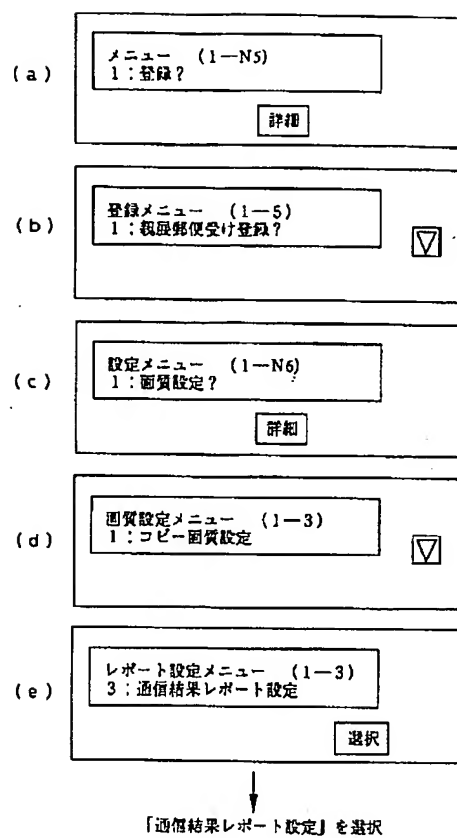 (a)
メニュー (1—N5)
1:登録?
詳細
(b)
登録メニュー (1—5)
1:親展郵便受け登録?
▽
(c)
設定メニュー (1—N6)
1:画質設定?
詳細
(d)
画質設定メニュー (1—3)
1:コピー画質設定
▽
(e)
レポート設定メニュー (1—3)
3:通信結果レポート設定
選択
「通信結果レポート設定」を選択